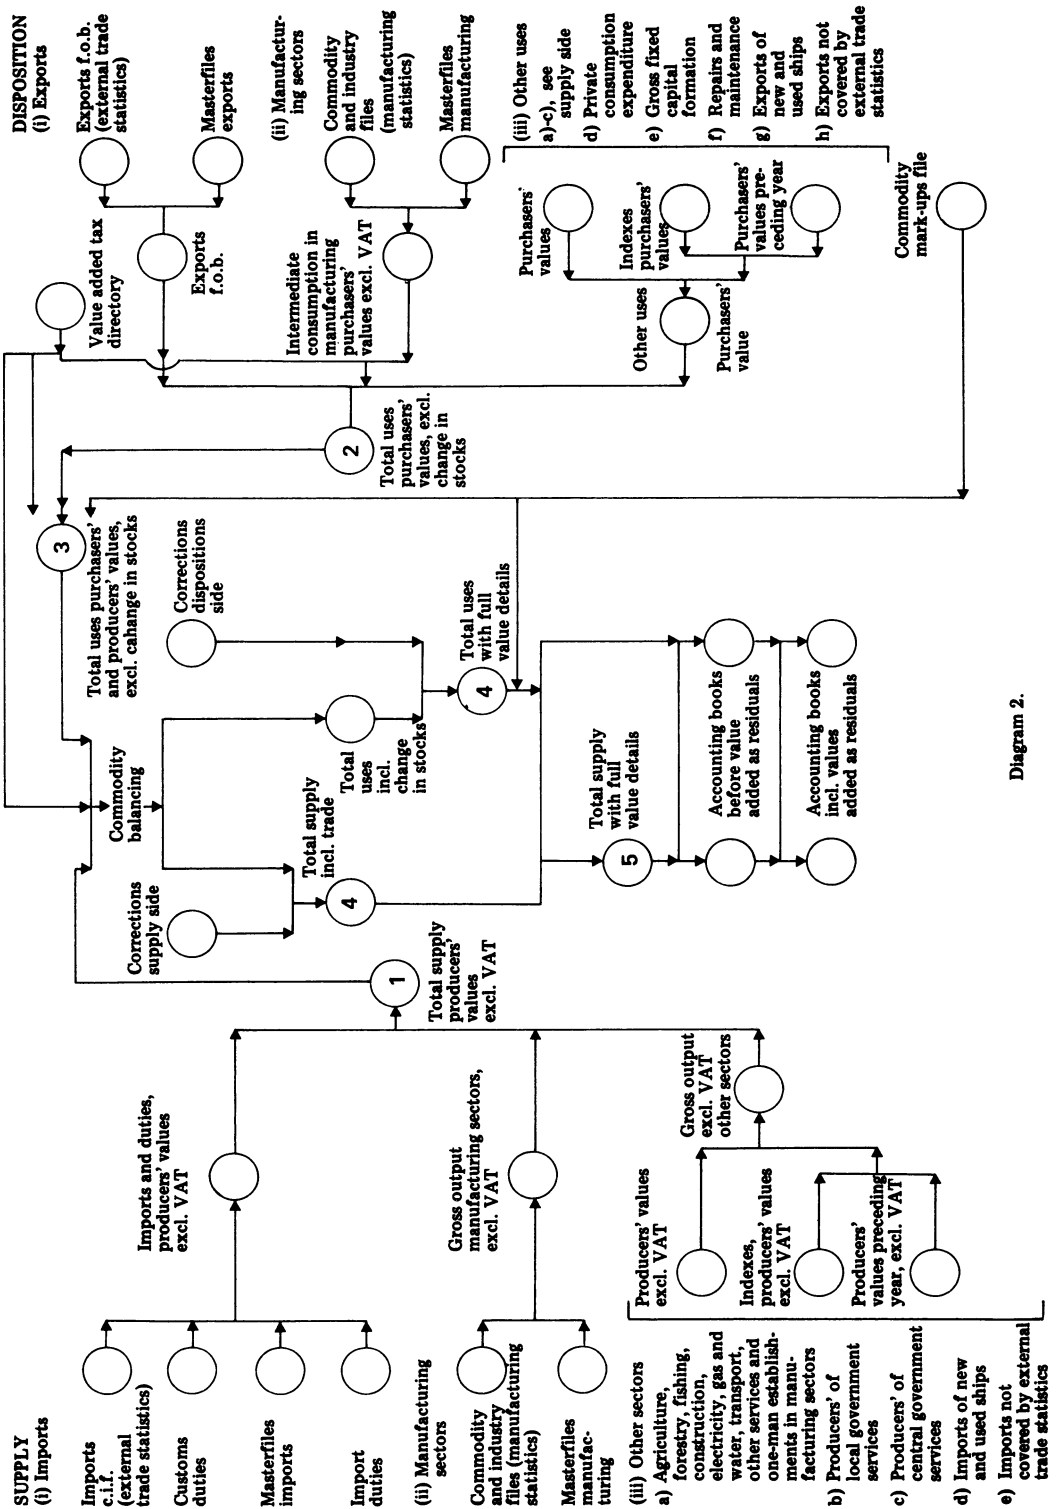 SUPPLY
(i) Imports
Imports
c.i.f.
(external
trade statistics)
Customs
duties
Masterfiles
imports
Import
duties
(ii) Manufacturing
sectors
Commodity
and industry
files (manufacturing
statistics)
Masterfiles
manufac-
turing
(iii) Other sectors
a) Agriculture,
forestry, fishing,
construction,
electricity, gas and
water, transport,
other services and
one-man establish-
ments in manu-
facturing sectors
b) Producers' of
local government
services
c) Producers' of
central government
services
d) Imports of new
and used ships
e) Imports not
covered by external
trade statistics
Imports and duties,
producers' values
excl. VAT
Gross output
manufacturing sectors,
excl. VAT
Producers' values
excl. VAT
Indexes,
producers' values
excl. VAT
Producers'
values preceding
year, excl. VAT
Gross output
excl. VAT
other sectors
1
Total supply
producers'
values
excl. VAT
Corrections
supply side
Commodity
balancing
4
Total supply
incl. trade
Total
uses
incl.
change
in stocks
Corrections
dispositions
side
4
Total uses
with full
value details
5
Total supply
with full
value details
Accounting books
before value
added as residuals
Accounting books
incl. values
added as residuals
3
Total uses purchasers'
and producers' values,
excl. cahange in stocks
2
Total uses
purchasers'
values, excl.
change in
stocks
Value added tax
directory
Exports
f.o.b.
Intermediate
consumption in
manufacturing
purchasers'
values excl. VAT
Other uses
Purchasers'
value
Purchasers'
values
Indexes
purchasers'
values
Purchasers'
values pre-
ceding year
Commodity
mark-ups file
DISPOSITION
(i) Exports
Exports f.o.b.
(external trade
statistics)
Masterfiles
exports
(ii) Manufactur-
ing sectors
Commodity
and industry
files
(manufacturing
statistics)
Masterfiles
manufacturing
(iii) Other uses
a)-c), see
supply side
d) Private
consumption
expenditure
e) Gross fixed
capital
formation
f) Repairs and
maintenance
g) Exports of
new and
used ships
h) Exports not
covered by
external trade
statistics
Diagram 2.